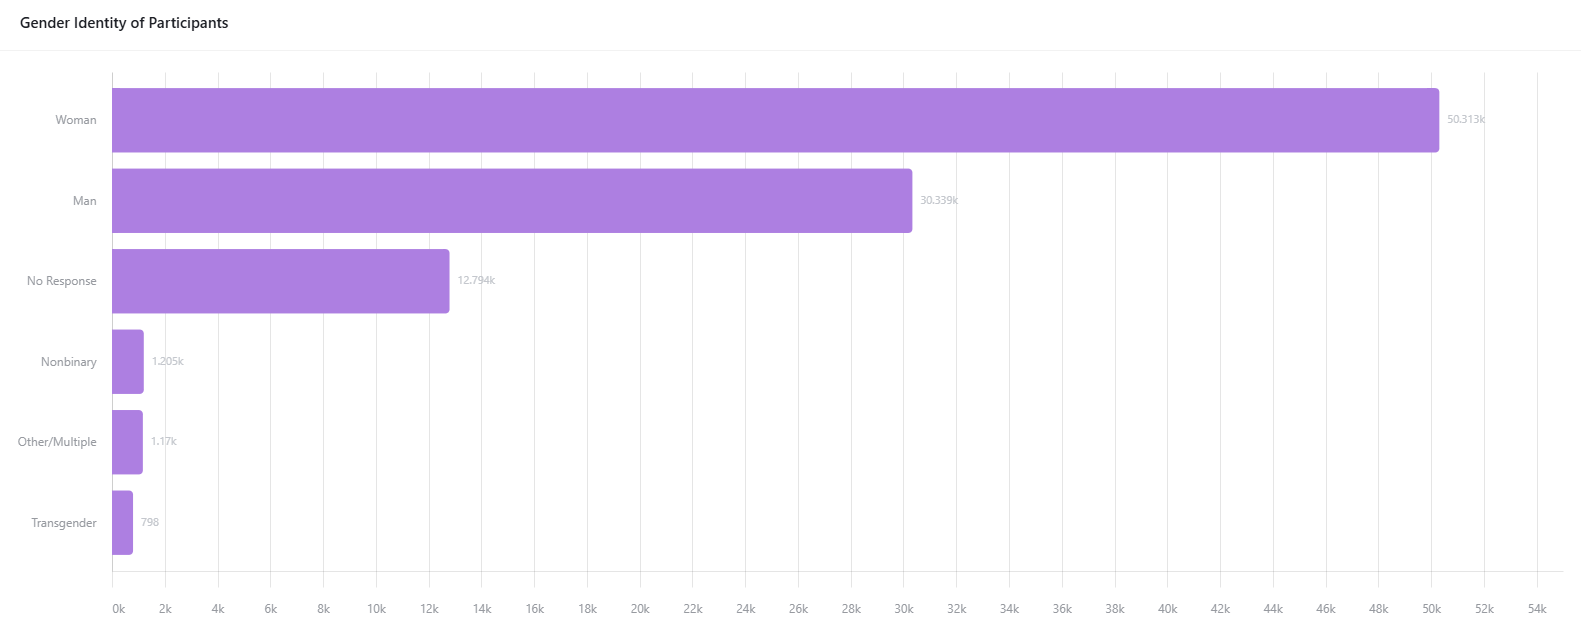 Gender Identity of Participants
Woman
50.313k
Man
30.339k
No Response
12.794k
Nonbinary
1.205k
Other/Multiple
1.17k
Transgender
798
0k 2k 4k 6k 8k 10k 12k 14k 16k 18k 20k 22k 24k 26k 28k 30k 32k 34k 36k 38k 40k 42k 44k 46k 48k 50k 52k 54k